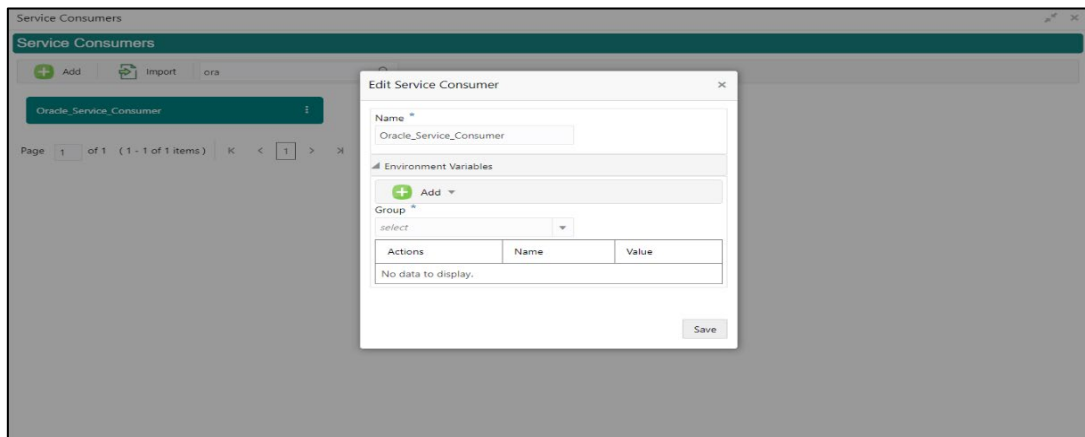 Service Consumers
Service Consumers
Add Import ora
Oracle_Service_Consumer
Page 1 of 1 (1 - 1 of 1 items) 1
Edit Service Consumer
Name *
Oracle_Service_Consumer
Environment Variables
Add
Group *
select
Actions Name Value
No data to display.
Save